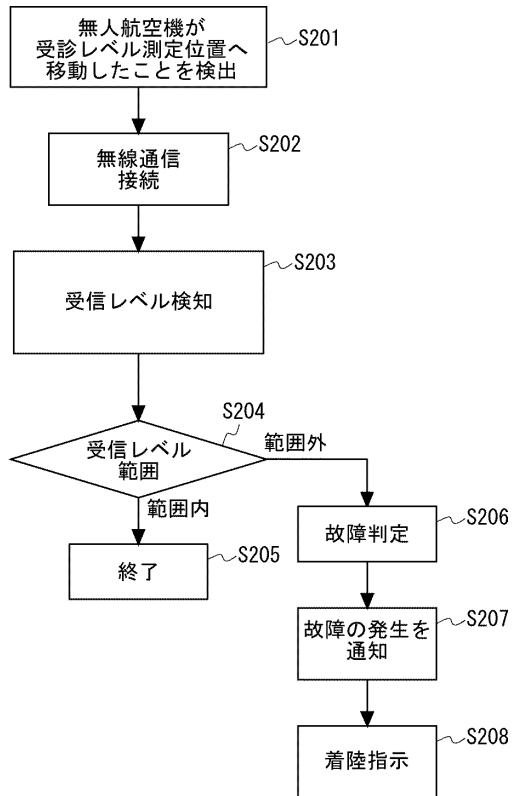 無人航空機が
受診レベル測定位置へ
移動したことを検出
S201
無線通信
接続
S202
受信レベル検知
S203
受信レベル
範囲
S204
範囲外
範囲内
終了
S205
故障判定
S206
故障の発生を
通知
S207
着陸指示
S208